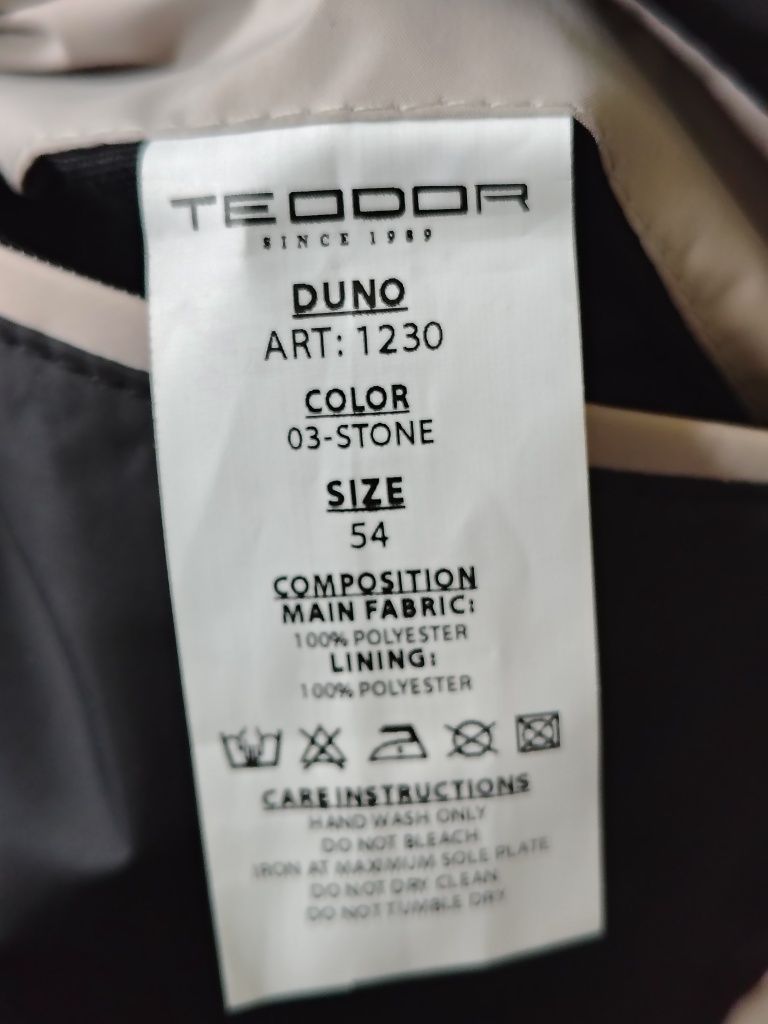 TEODOR
SINCE 1989
DUNO
ART: 1230
COLOR
03-STONE
SIZE
54
COMPOSITION
MAIN FABRIC:
100% POLYESTER
LINING:
100% POLYESTER
CARE INSTRUCTIONS
HAND WASH ONLY
DO NOT BLEACH
IRON AT MAXIMUM SOLE PLATE
DO NOT DRY CLEAN
DO NOT TUMBLE DRY